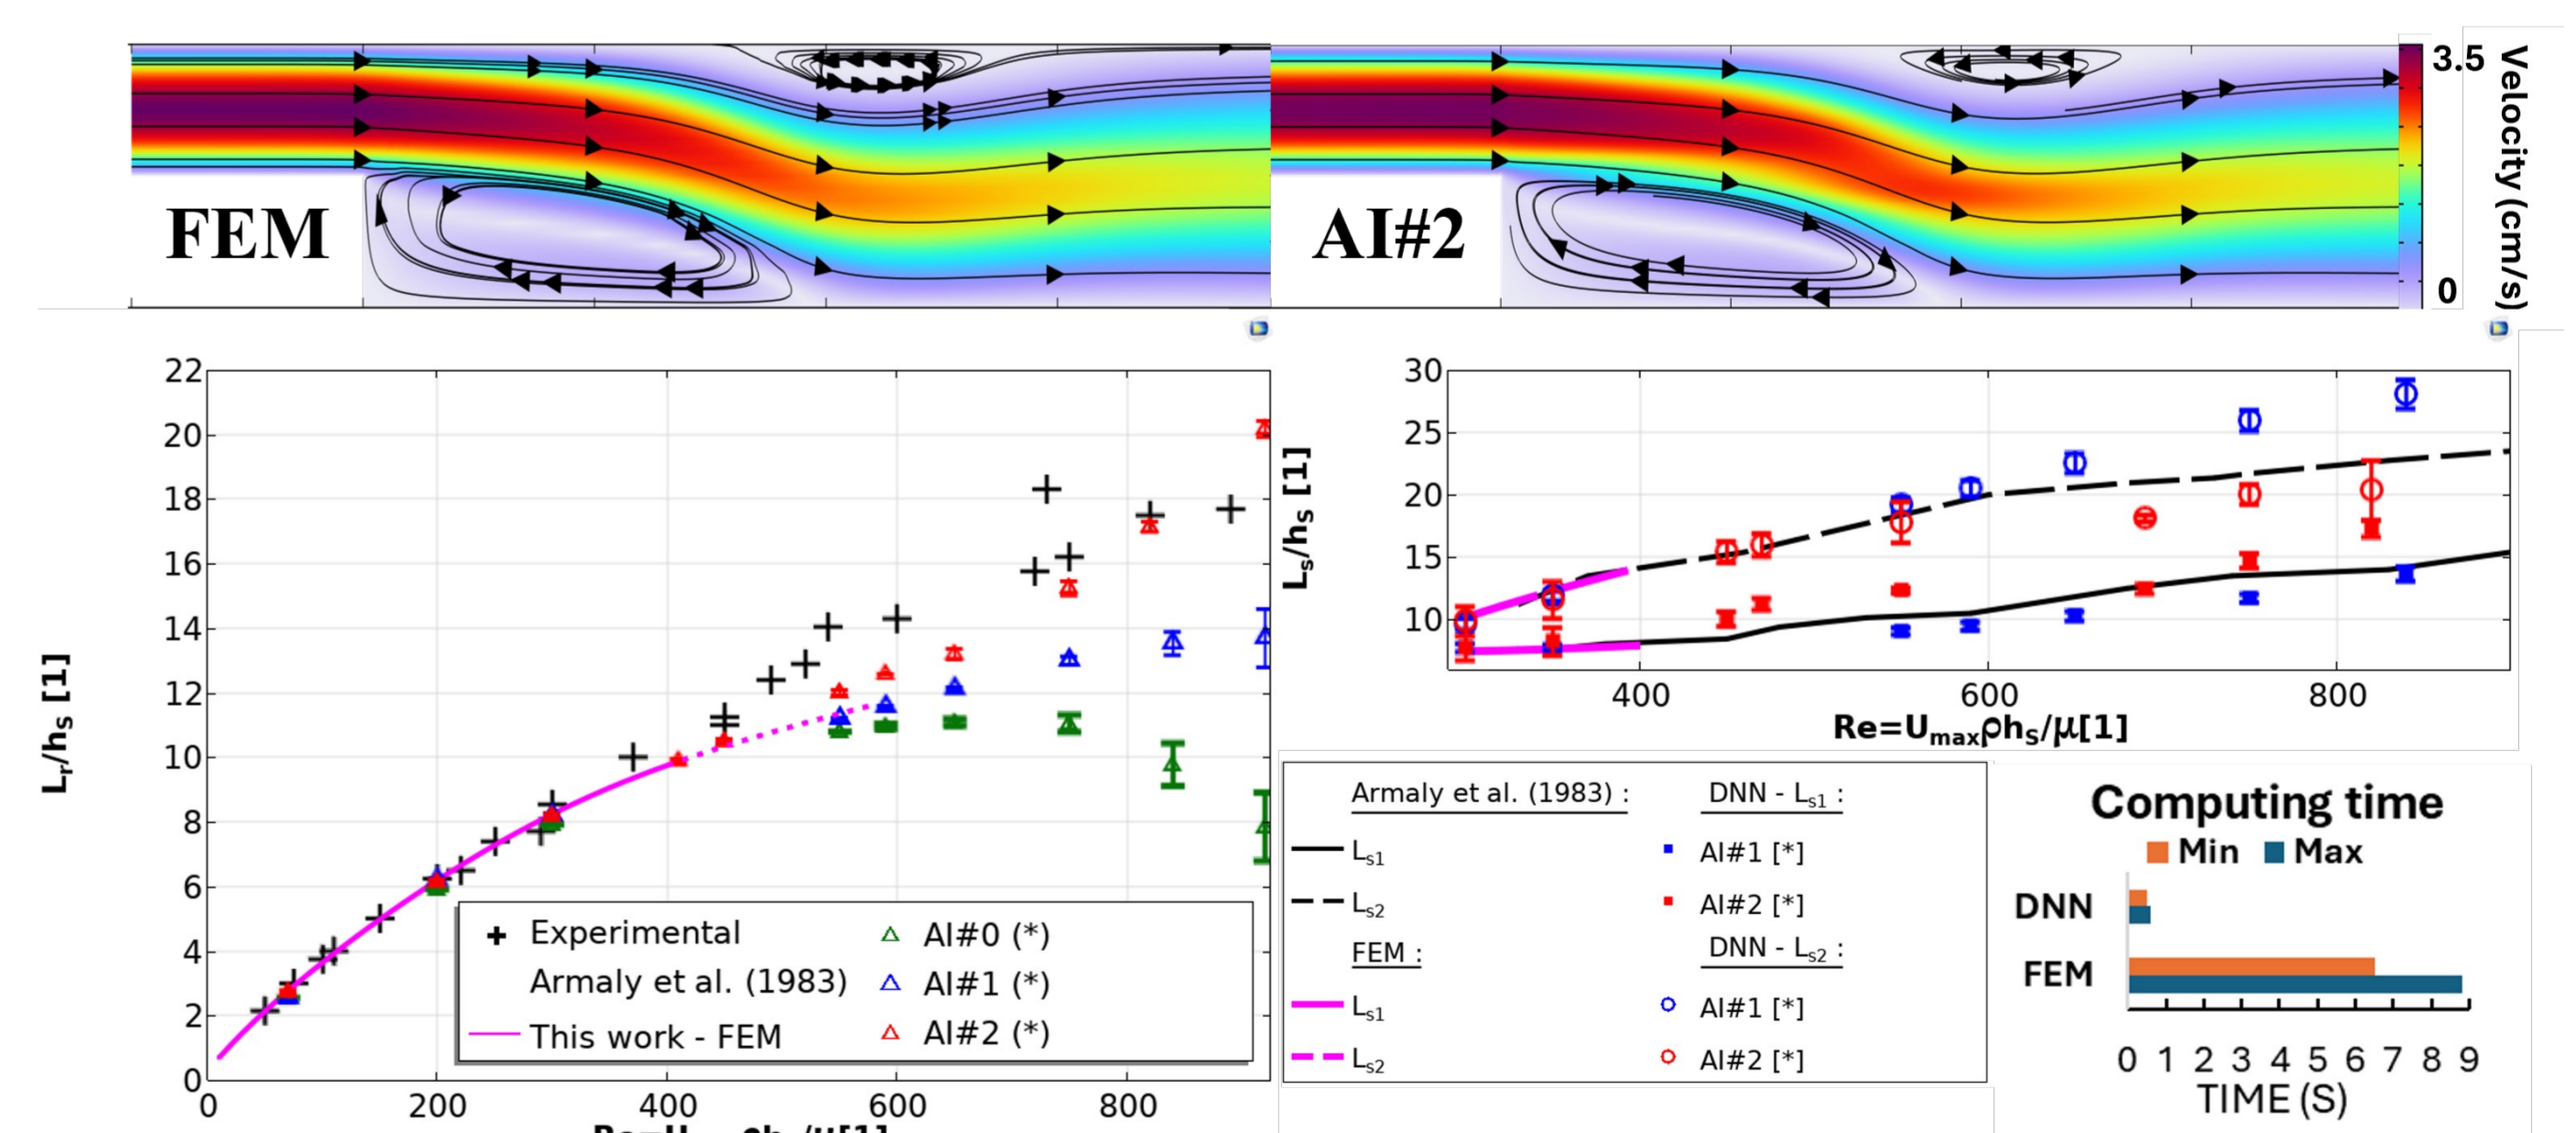 FEM
AI#2
3.5
0
Velocity (cm/s)
22
20
18
16
14
12
10
8
6
4
2
0
Lr/hS [1]
0 200 400 600 800
Experimental
Armaly et al. (1983)
This work - FEM
AI#0 (*)
AI#1 (*)
AI#2 (*)
30
25
20
15
10
Ls/hS [1]
400 600 800
Re=UmaxρhS/μ[1]
Armaly et al. (1983) :
Ls1
Ls2
FEM :
Ls1
Ls2
DNN - Ls1 :
AI#1 [*]
AI#2 [*]
DNN - Ls2 :
AI#1 [*]
AI#2 [*]
Computing time
Min Max
DNN
FEM
0 1 2 3 4 5 6 7 8 9
TIME (S)